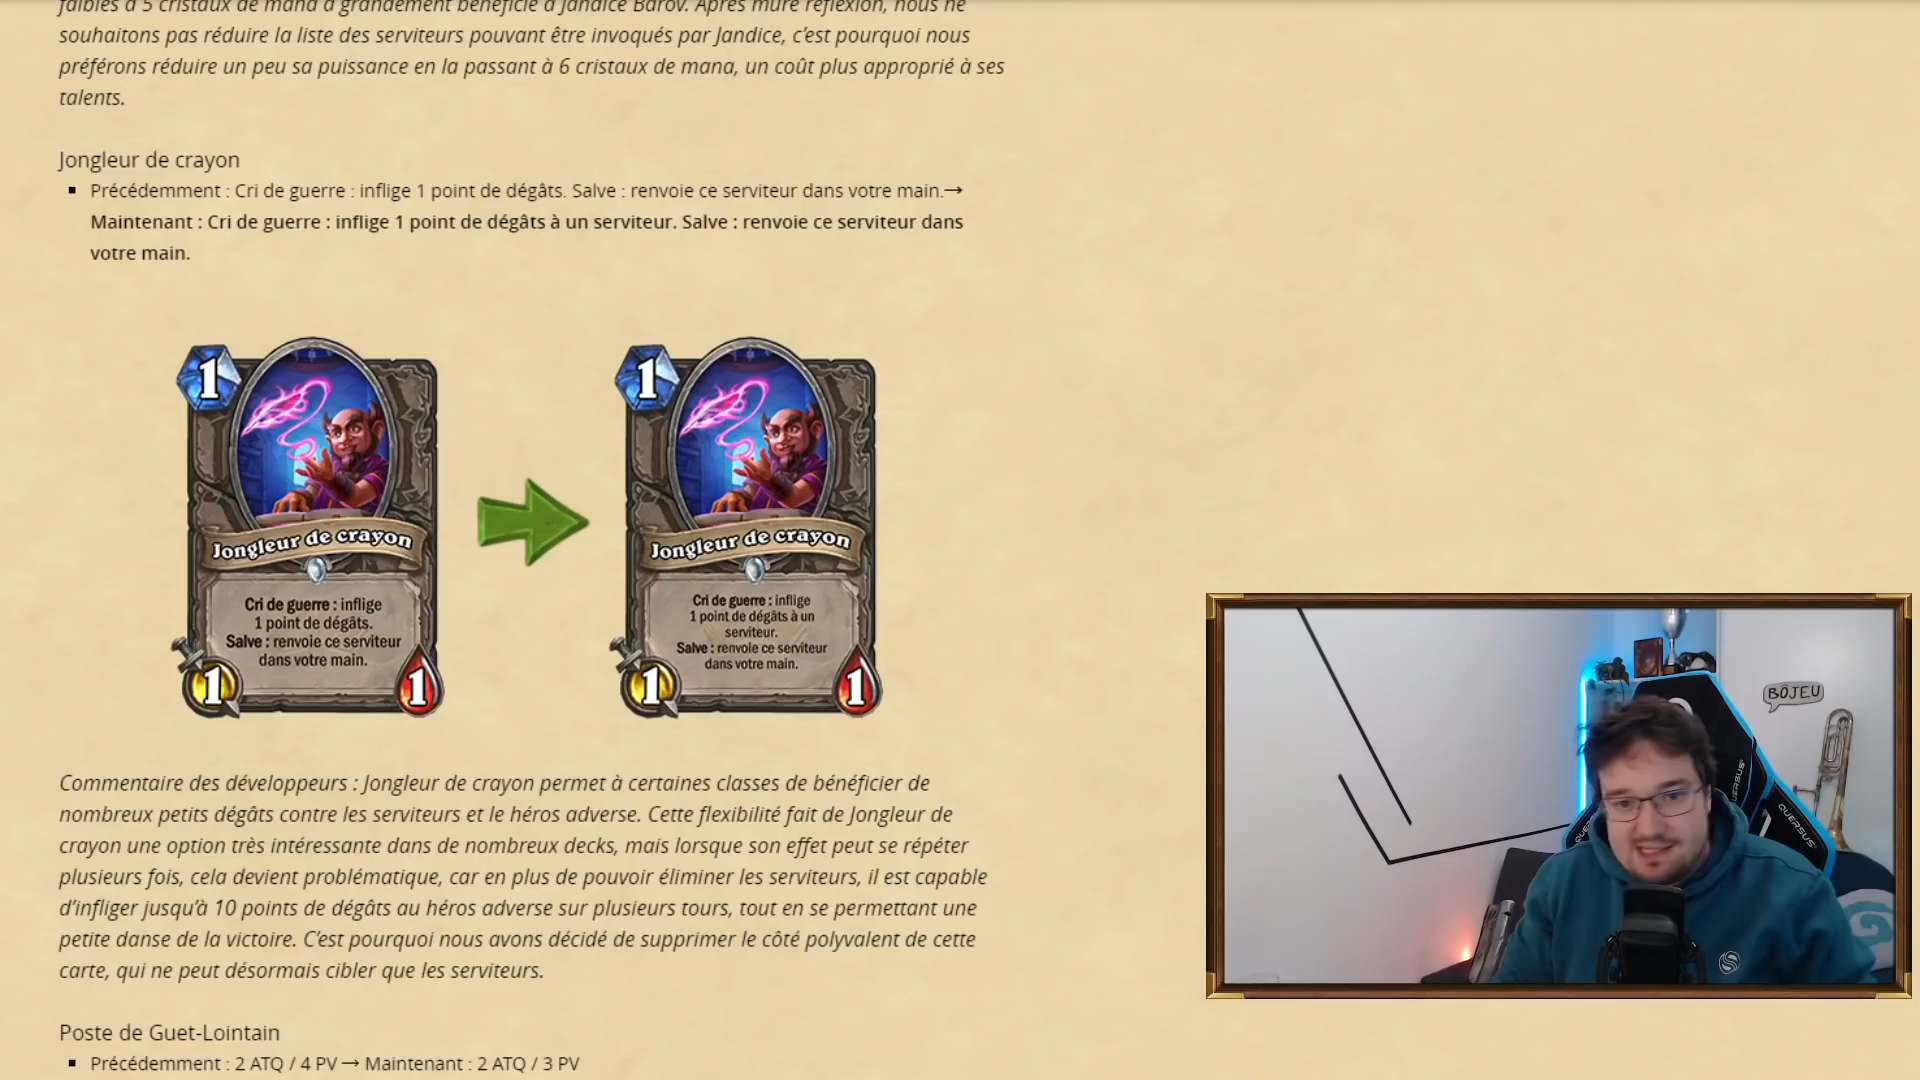 faibles à 5 cristaux de mana a grandement bénéficié à Jandice Barov. Après mûre réflexion, nous ne
souhaitons pas réduire la liste des serviteurs pouvant être invoqués par Jandice, c'est pourquoi nous
préférons réduire un peu sa puissance en la passant à 6 cristaux de mana, un coût plus approprié à ses
talents.
Jongleur de crayon
▪ Précédemment : Cri de guerre : inflige 1 point de dégâts. Salve : renvoie ce serviteur dans votre main.→
Maintenant : Cri de guerre : inflige 1 point de dégâts à un serviteur. Salve : renvoie ce serviteur dans
votre main.
1
Jongleur de crayon
Cri de guerre : inflige
1 point de dégâts.
Salve : renvoie ce serviteur
dans votre main.
1
1
1
Jongleur de crayon
Cri de guerre : inflige
1 point de dégâts à un
serviteur.
Salve : renvoie ce serviteur
dans votre main.
1
1
Commentaire des développeurs : Jongleur de crayon permet à certaines classes de bénéficier de
nombreux petits dégâts contre les serviteurs et le héros adverse. Cette flexibilité fait de Jongleur de
crayon une option très intéressante dans de nombreux decks, mais lorsque son effet peut se répéter
plusieurs fois, cela devient problématique, car en plus de pouvoir éliminer les serviteurs, il est capable
d'infliger jusqu'à 10 points de dégâts au héros adverse sur plusieurs tours, tout en se permettant une
petite danse de la victoire. C'est pourquoi nous avons décidé de supprimer le côté polyvalent de cette
carte, qui ne peut désormais cibler que les serviteurs.
Poste de Guet-Lointain
▪ Précédemment : 2 ATQ / 4 PV → Maintenant : 2 ATQ / 3 PV
BÔJEU
QUERSUS